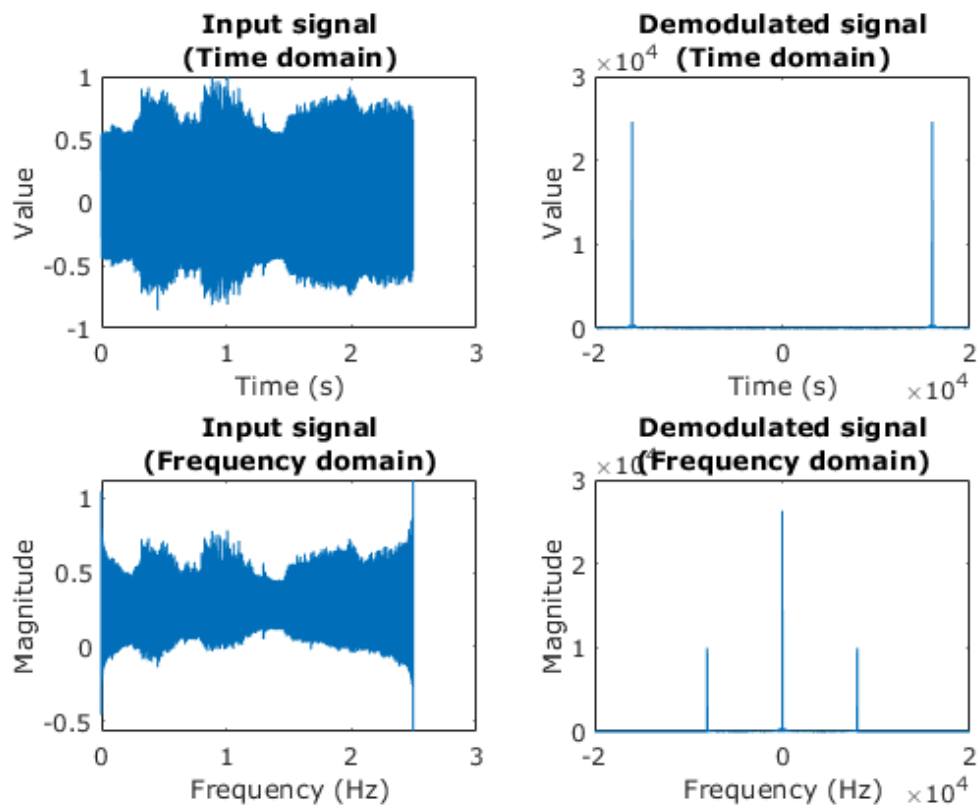 Input signal
(Time domain)
1
0.5
0
-0.5
-1
Value
0
1
2
3
Time (s)
Demodulated signal
(Time domain)
×10⁴
3
2
1
0
Value
-2
0
2
Time (s)
×10⁴
Input signal
(Frequency domain)
1
0.5
0
-0.5
Magnitude
0
1
2
3
Frequency (Hz)
Demodulated signal
(Frequency domain)
×10⁴
3
2
1
0
Magnitude
-2
0
2
Frequency (Hz)
×10⁴